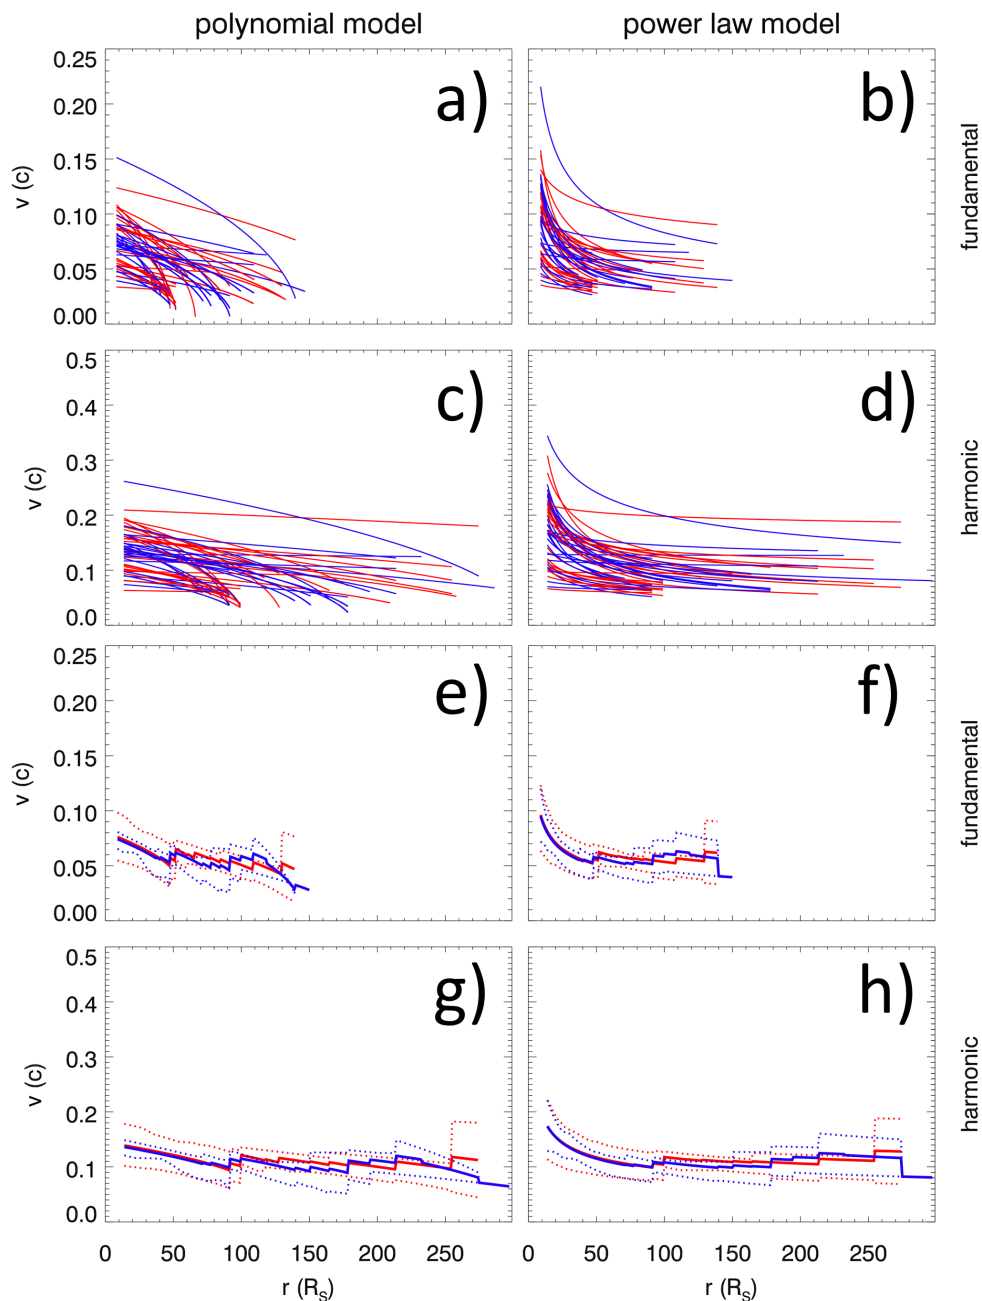 polynomial model power law model
0.25
0.20
0.15
0.10
0.05
0.00
v (c)
a)
b)
fundamental
0.5
0.4
0.3
0.2
0.1
0.0
v (c)
c)
d)
harmonic
0.25
0.20
0.15
0.10
0.05
0.00
v (c)
e)
f)
fundamental
0.5
0.4
0.3
0.2
0.1
0.0
v (c)
g)
h)
harmonic
0 50 100 150 200 250 0 50 100 150 200 250
r (Rs) r (Rs)